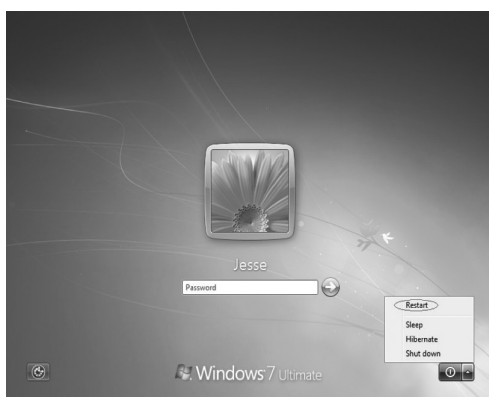 Jesse
Password
Restart
Sleep
Hibernate
Shut down
Windows 7 Ultimate